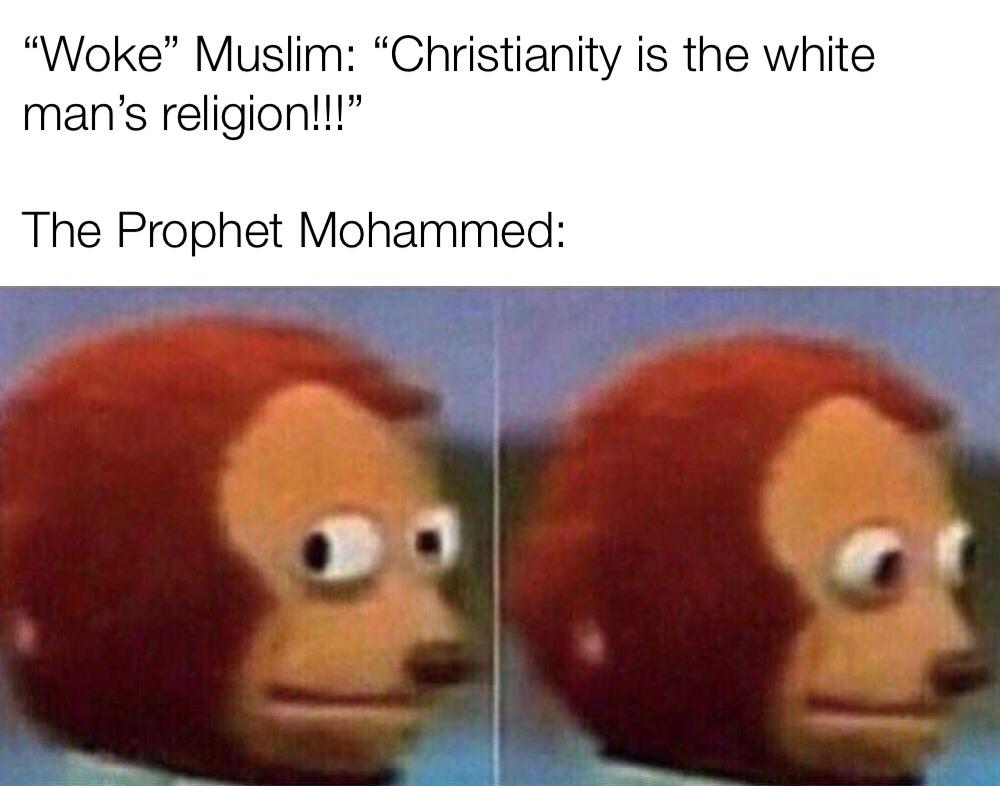 “Woke” Muslim: “Christianity is the white
man’s religion!!!”
The Prophet Mohammed: